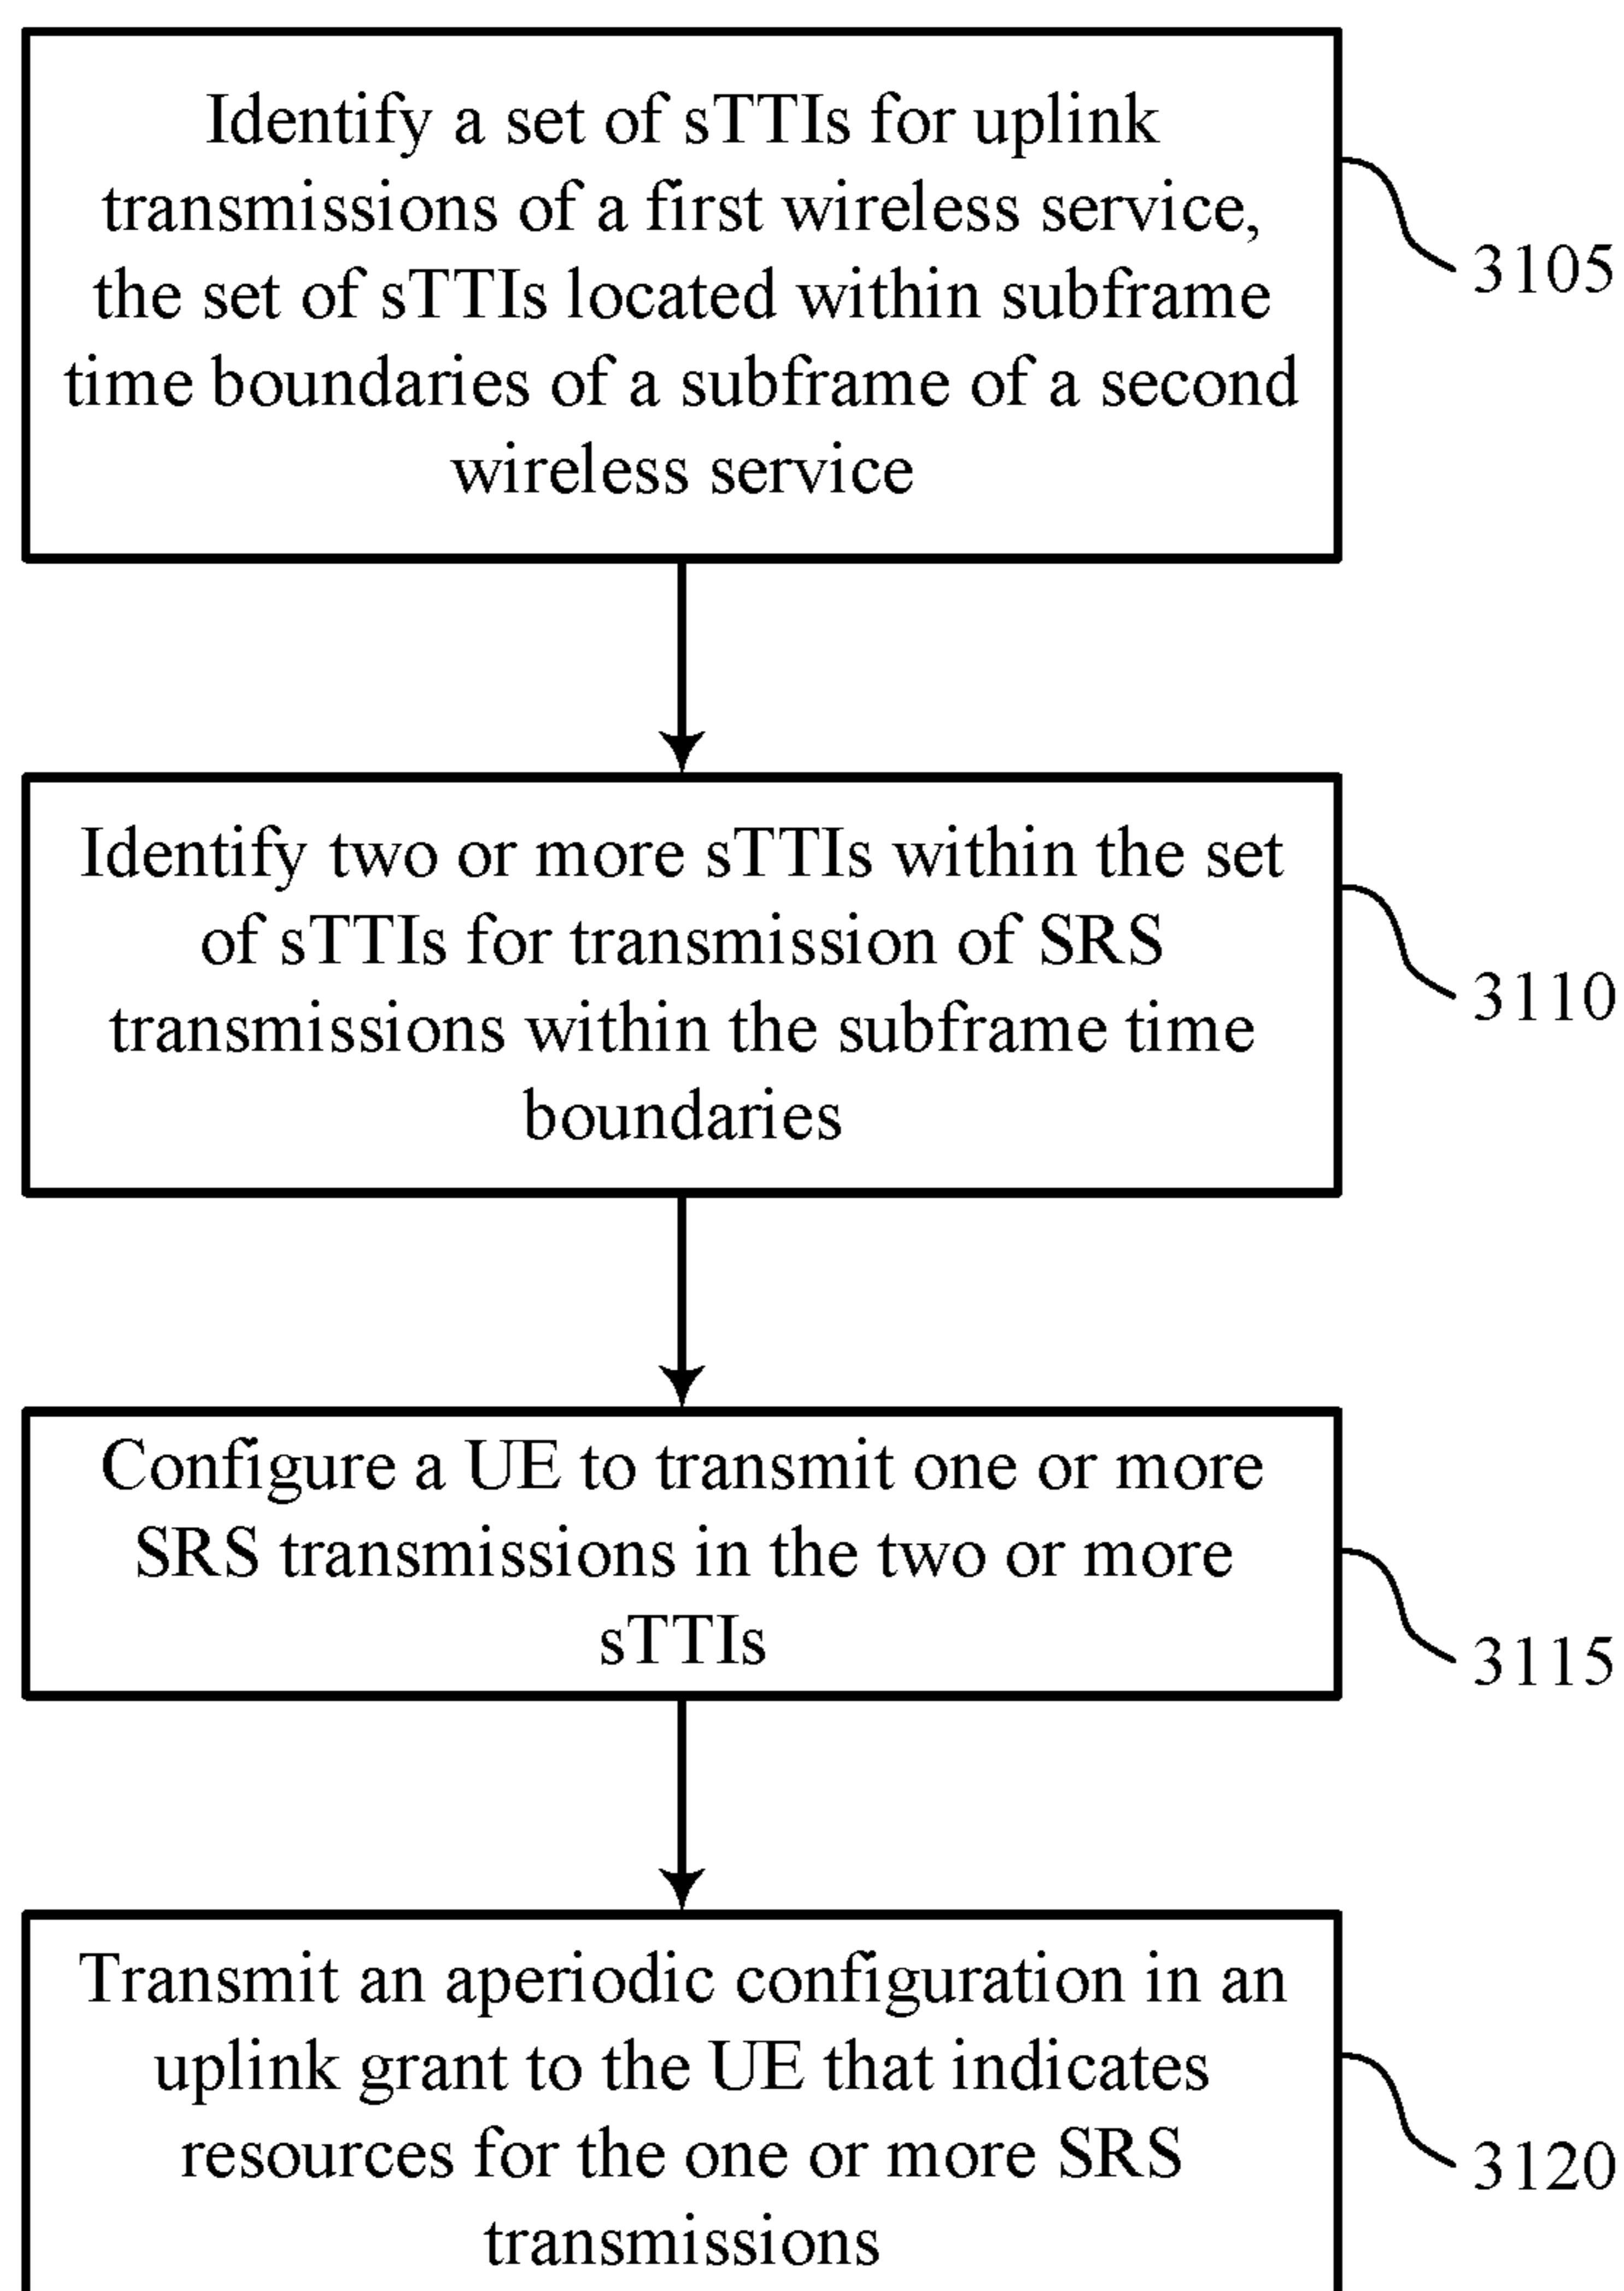 Identify a set of sTTIs for uplink
transmissions of a first wireless service,
the set of sTTIs located within subframe
time boundaries of a subframe of a second
wireless service
3105
Identify two or more sTTIs within the set
of sTTIs for transmission of SRS
transmissions within the subframe time
boundaries
3110
Configure a UE to transmit one or more
SRS transmissions in the two or more
sTTIs
3115
Transmit an aperiodic configuration in an
uplink grant to the UE that indicates
resources for the one or more SRS
transmissions
3120